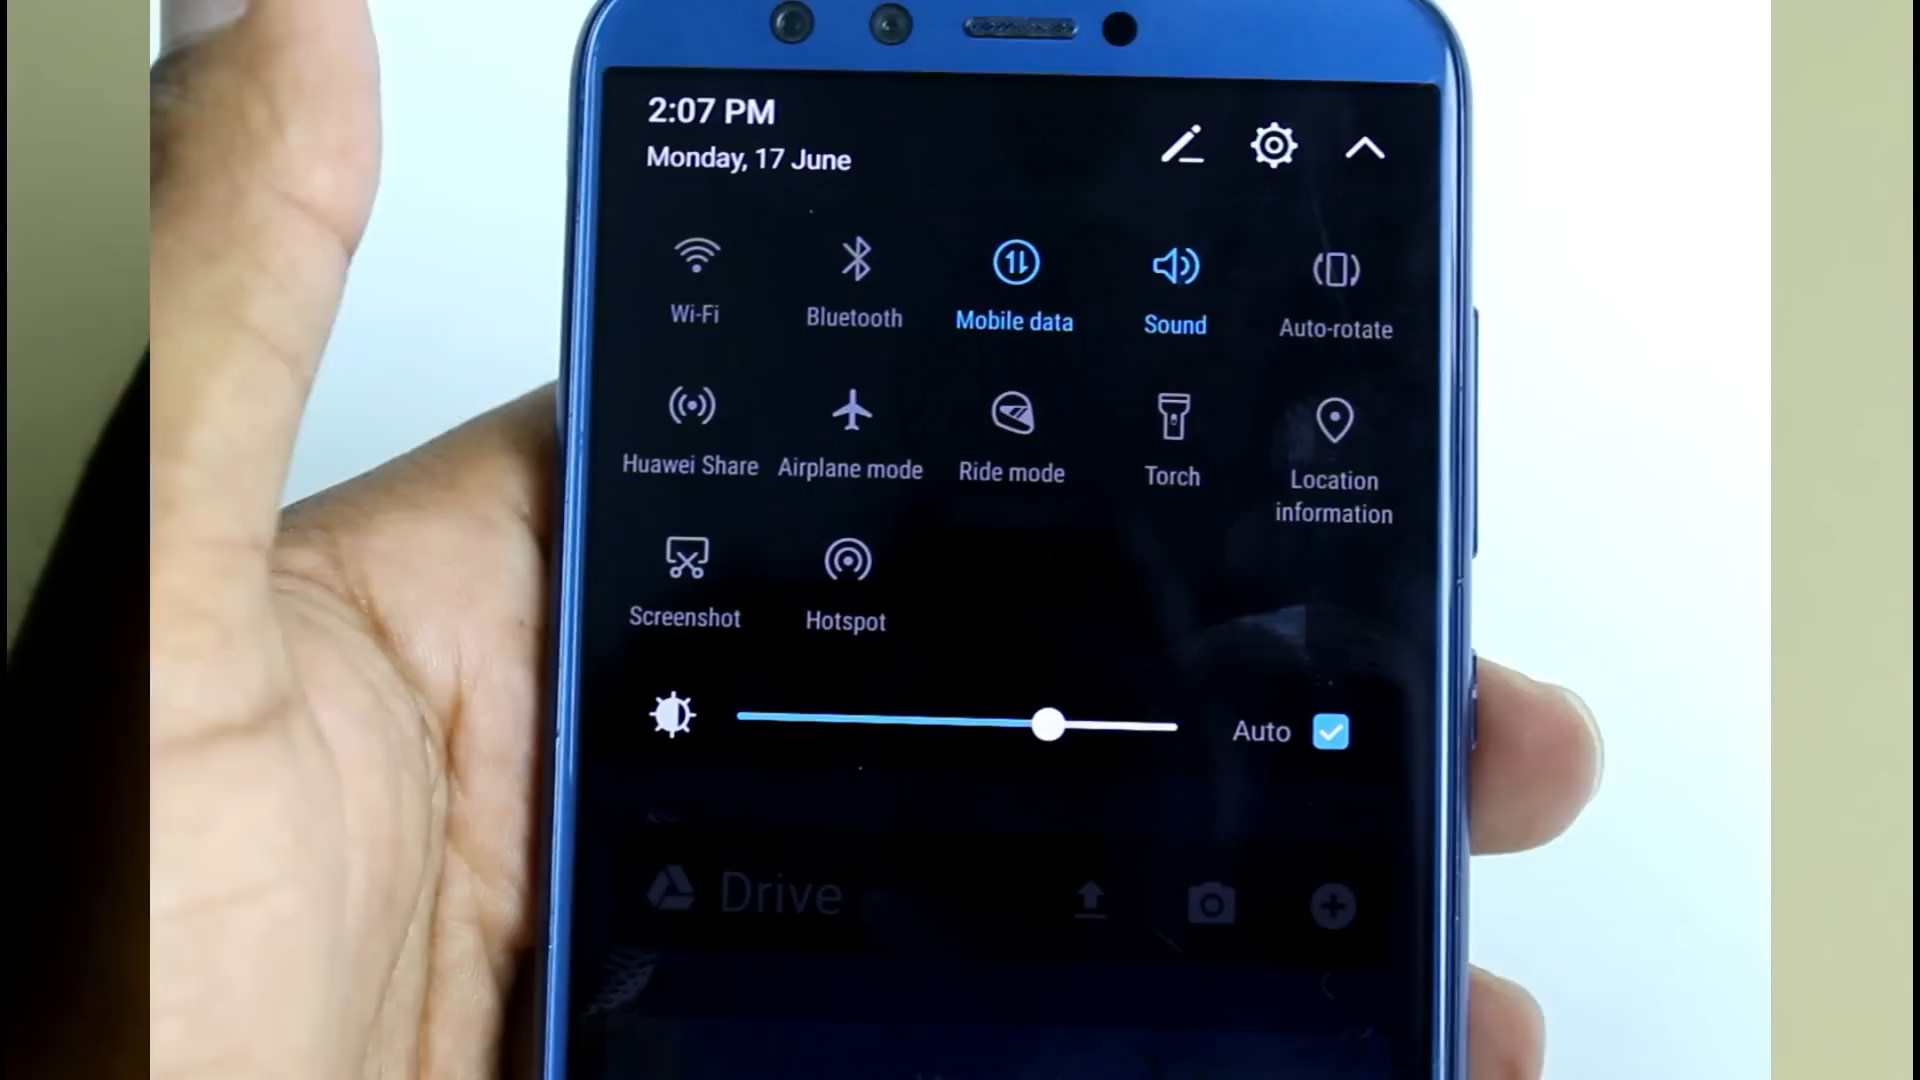 2:07 PM
Monday, 17 June
Wi-Fi
Bluetooth
Mobile data
Sound
Auto-rotate
Huawei Share
Airplane mode
Ride mode
Torch
Location
information
Screenshot
Hotspot
Auto
Drive